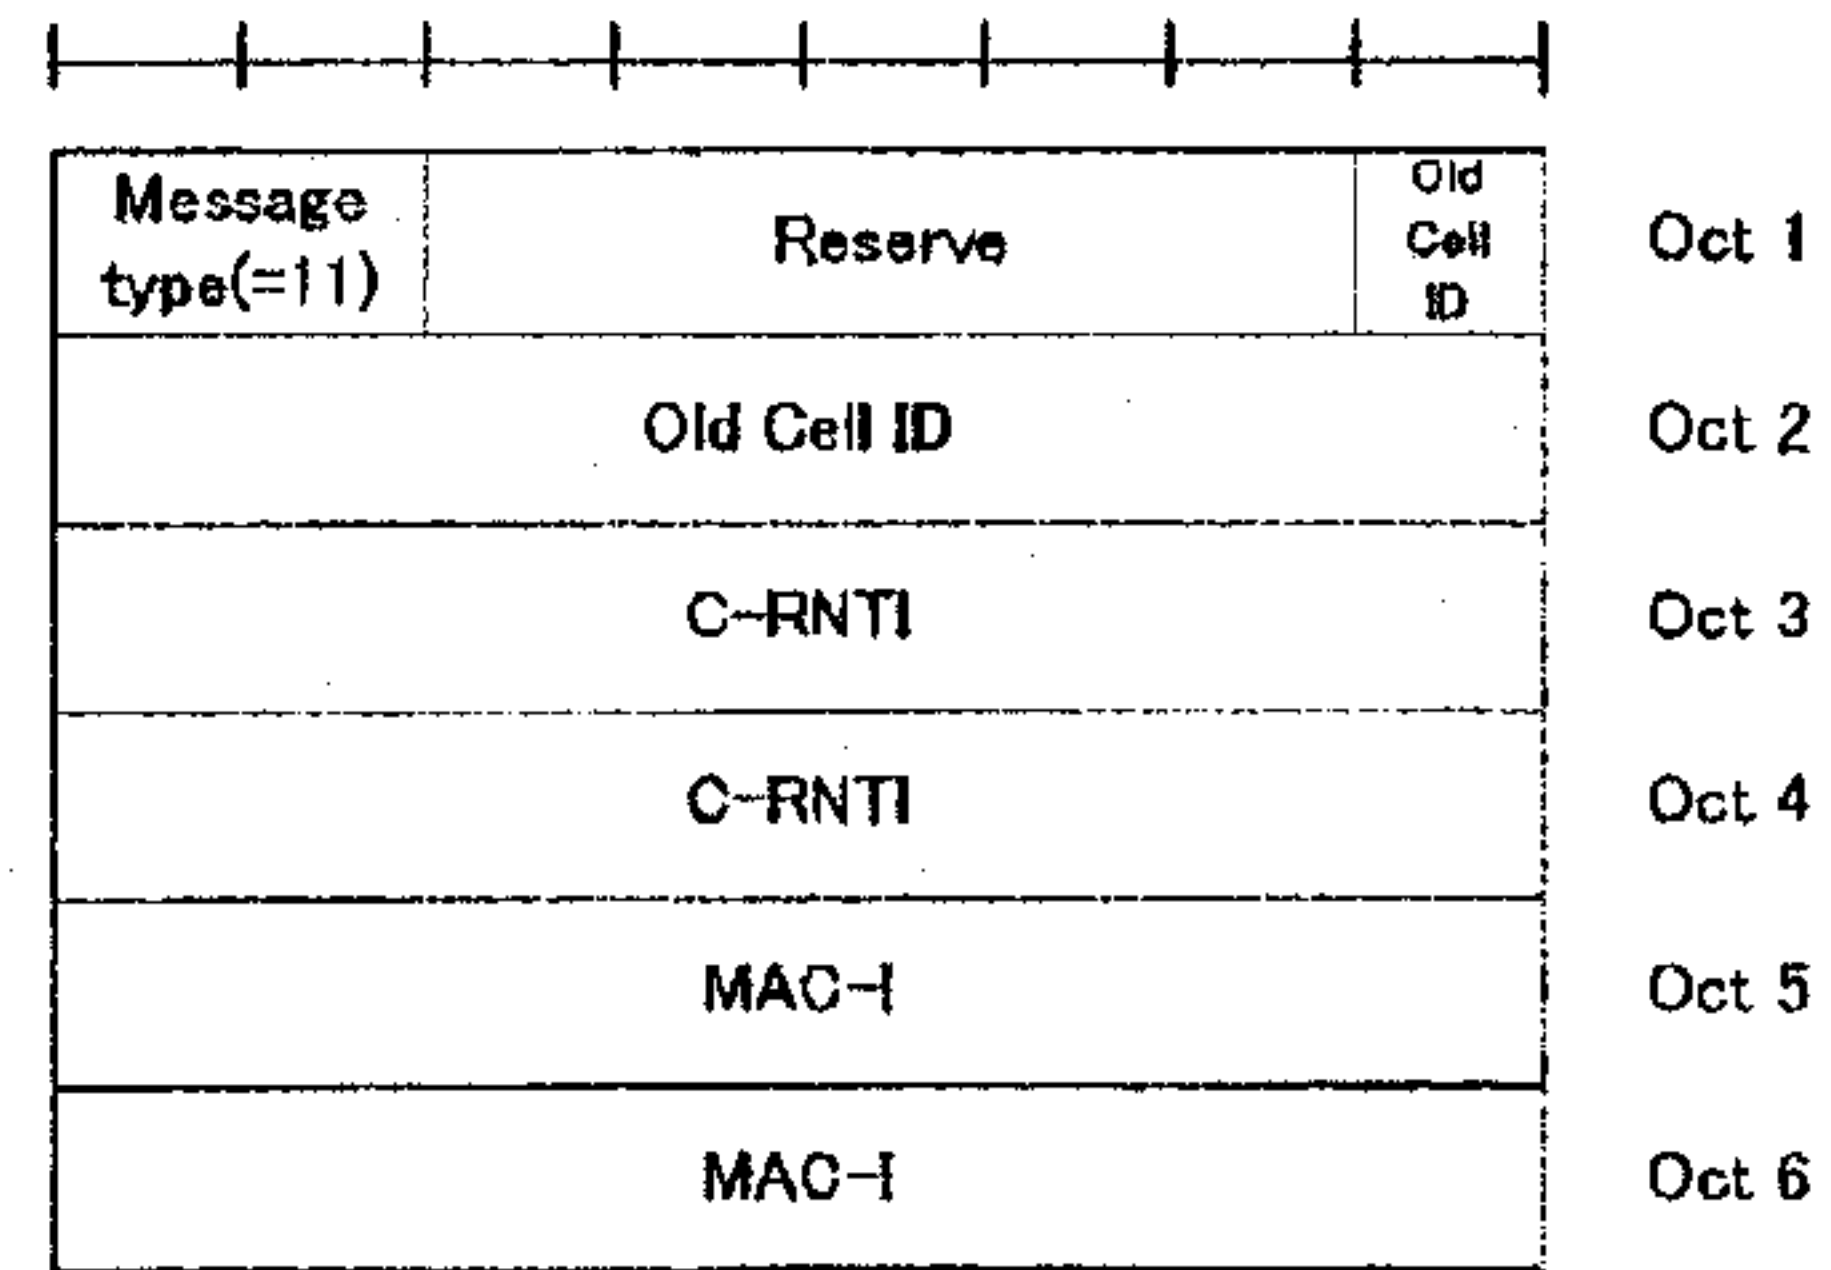 Message
type(=11)
Reserve
Old
Cell
ID
Oct 1
Old Cell ID
Oct 2
C-RNTI
Oct 3
C-RNTI
Oct 4
MAC-I
Oct 5
MAC-I
Oct 6